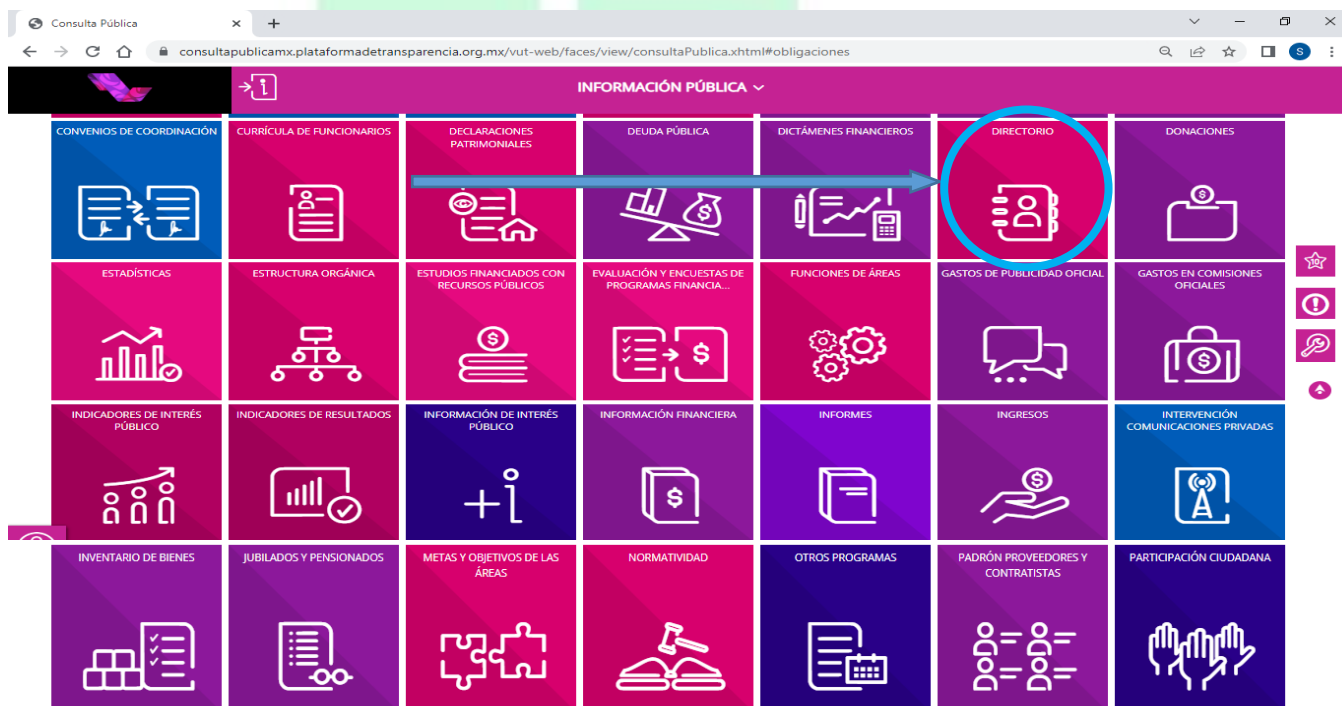 Consulta Pública
consultapublicamx.plataformadetransparencia.org.mx/vut-web/faces/view/consultaPublica.xhtml#obligaciones
S
INFORMACIÓN PÚBLICA
CONVENIOS DE COORDINACIÓN
CURRÍCULA DE FUNCIONARIOS
DECLARACIONES
PATRIMONIALES
DEUDA PÚBLICA
DICTÁMENES FINANCIEROS
DIRECTORIO
DONACIONES
ESTADÍSTICAS
ESTRUCTURA ORGÁNICA
ESTUDIOS FINANCIADOS CON
RECURSOS PÚBLICOS
EVALUACIÓN Y ENCUESTAS DE
PROGRAMAS FINANCIA...
FUNCIONES DE ÁREAS
GASTOS DE PUBLICIDAD OFICIAL
GASTOS EN COMISIONES
OFICIALES
INDICADORES DE INTERÉS
PÚBLICO
INDICADORES DE RESULTADOS
INFORMACIÓN DE INTERÉS
PÚBLICO
INFORMACIÓN FINANCIERA
INFORMES
INGRESOS
INTERVENCIÓN
COMUNICACIONES PRIVADAS
INVENTARIO DE BIENES
JUBILADOS Y PENSIONADOS
METAS Y OBJETIVOS DE LAS
ÁREAS
NORMATIVIDAD
OTROS PROGRAMAS
PADRÓN PROVEEDORES Y
CONTRATISTAS
PARTICIPACIÓN CIUDADANA